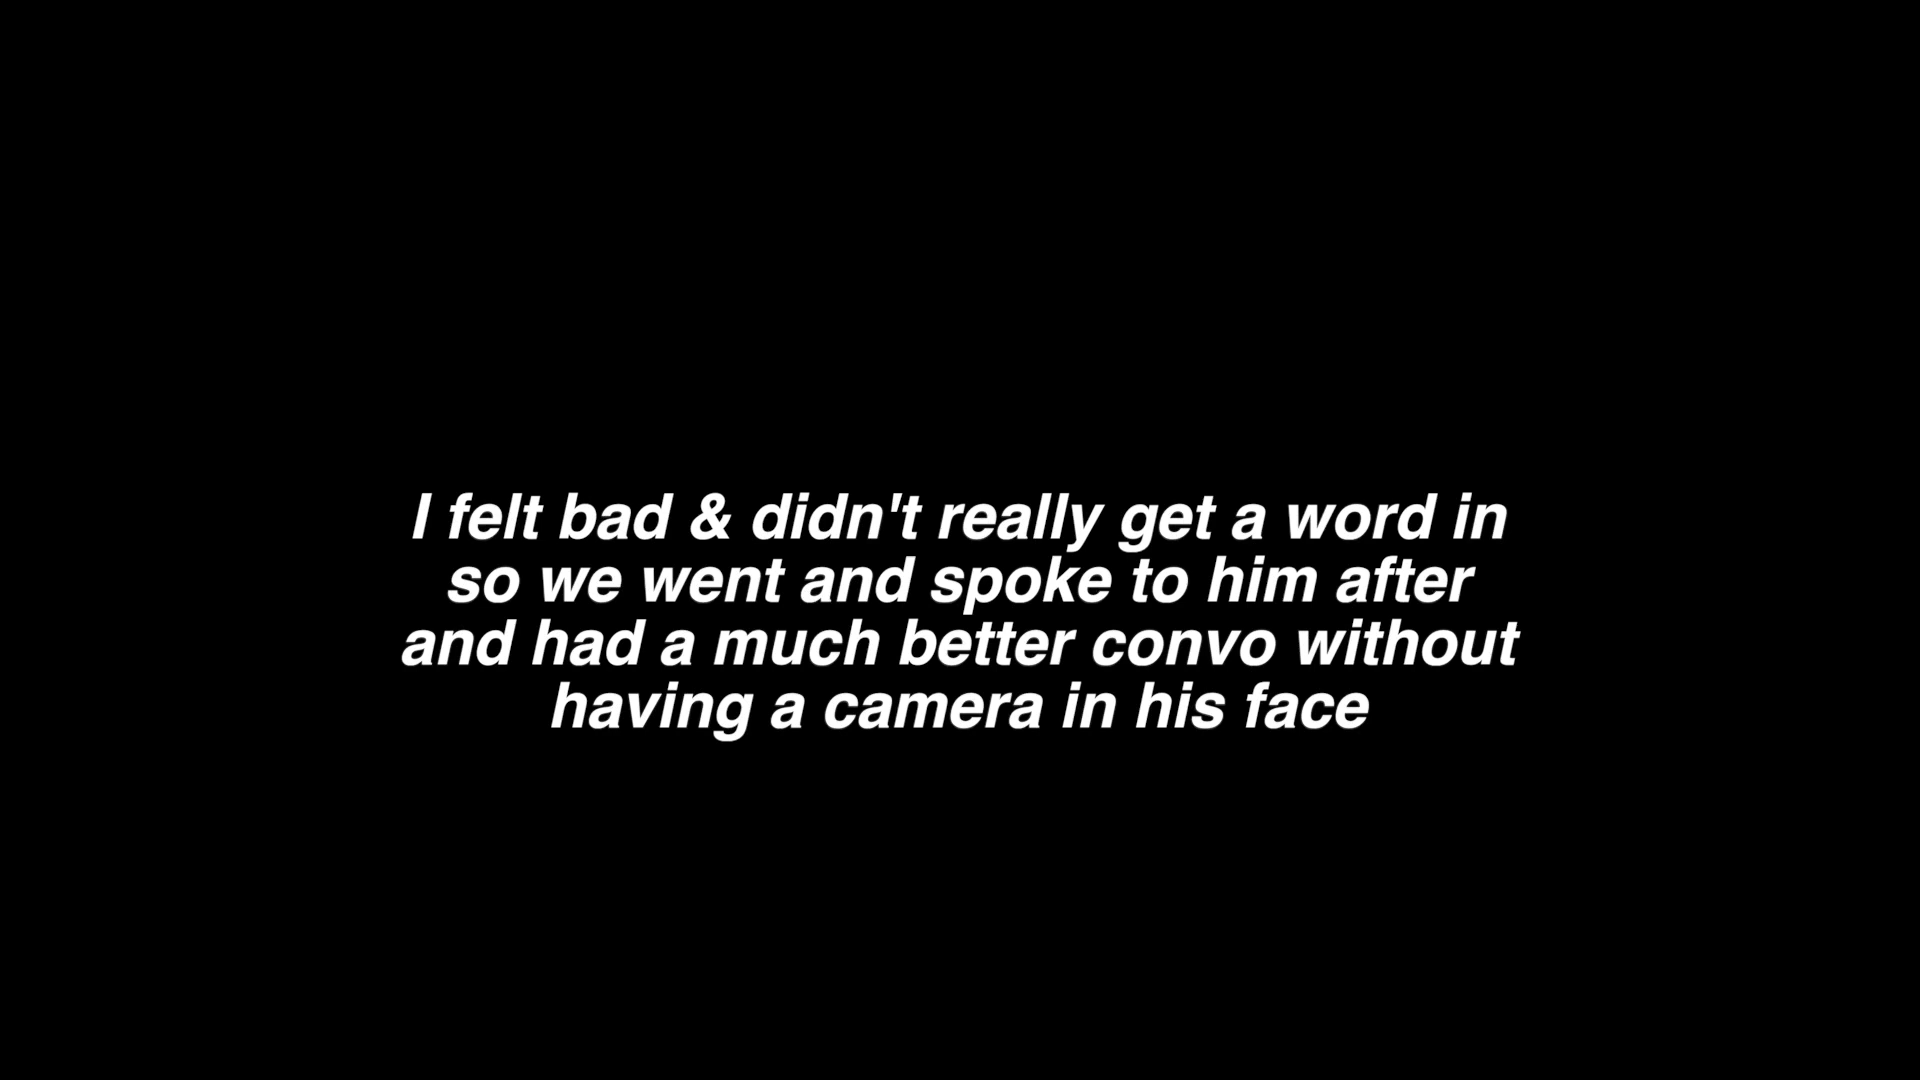 I felt bad & didn't really get a word in
so we went and spoke to him after
and had a much better convo without
having a camera in his face